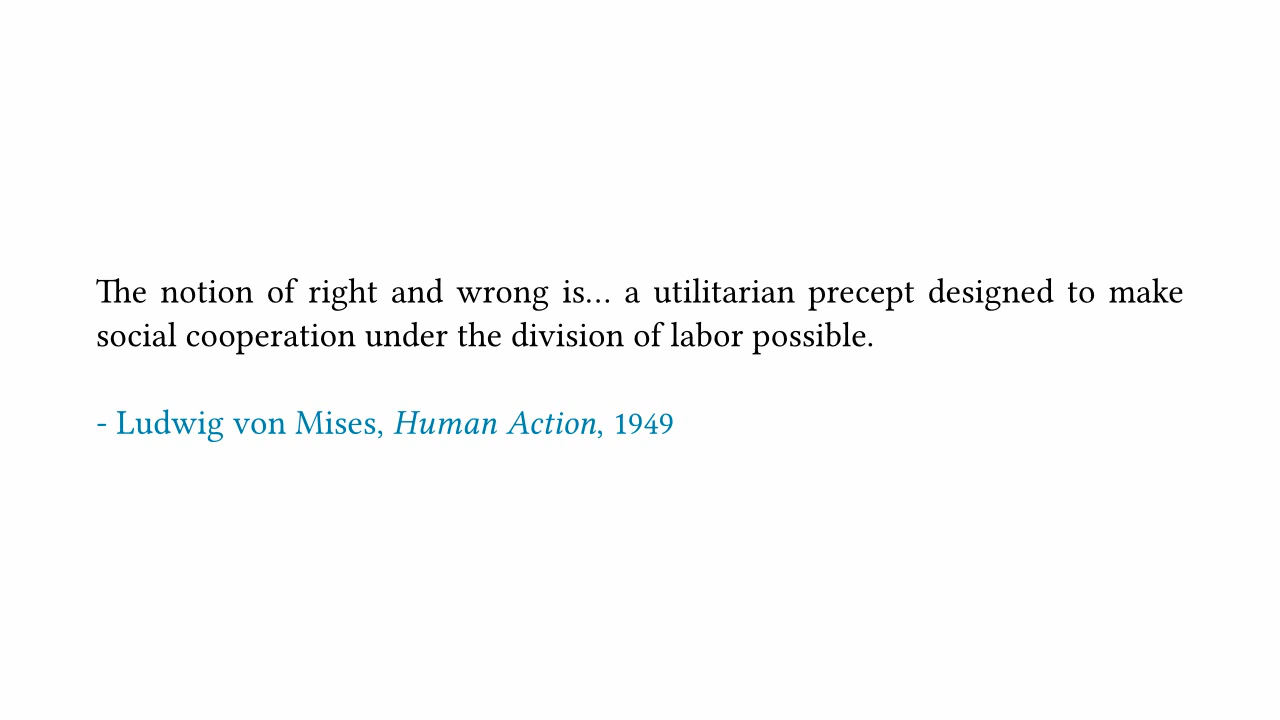 The notion of right and wrong is… a utilitarian precept designed to make
social cooperation under the division of labor possible.
- Ludwig von Mises, Human Action, 1949